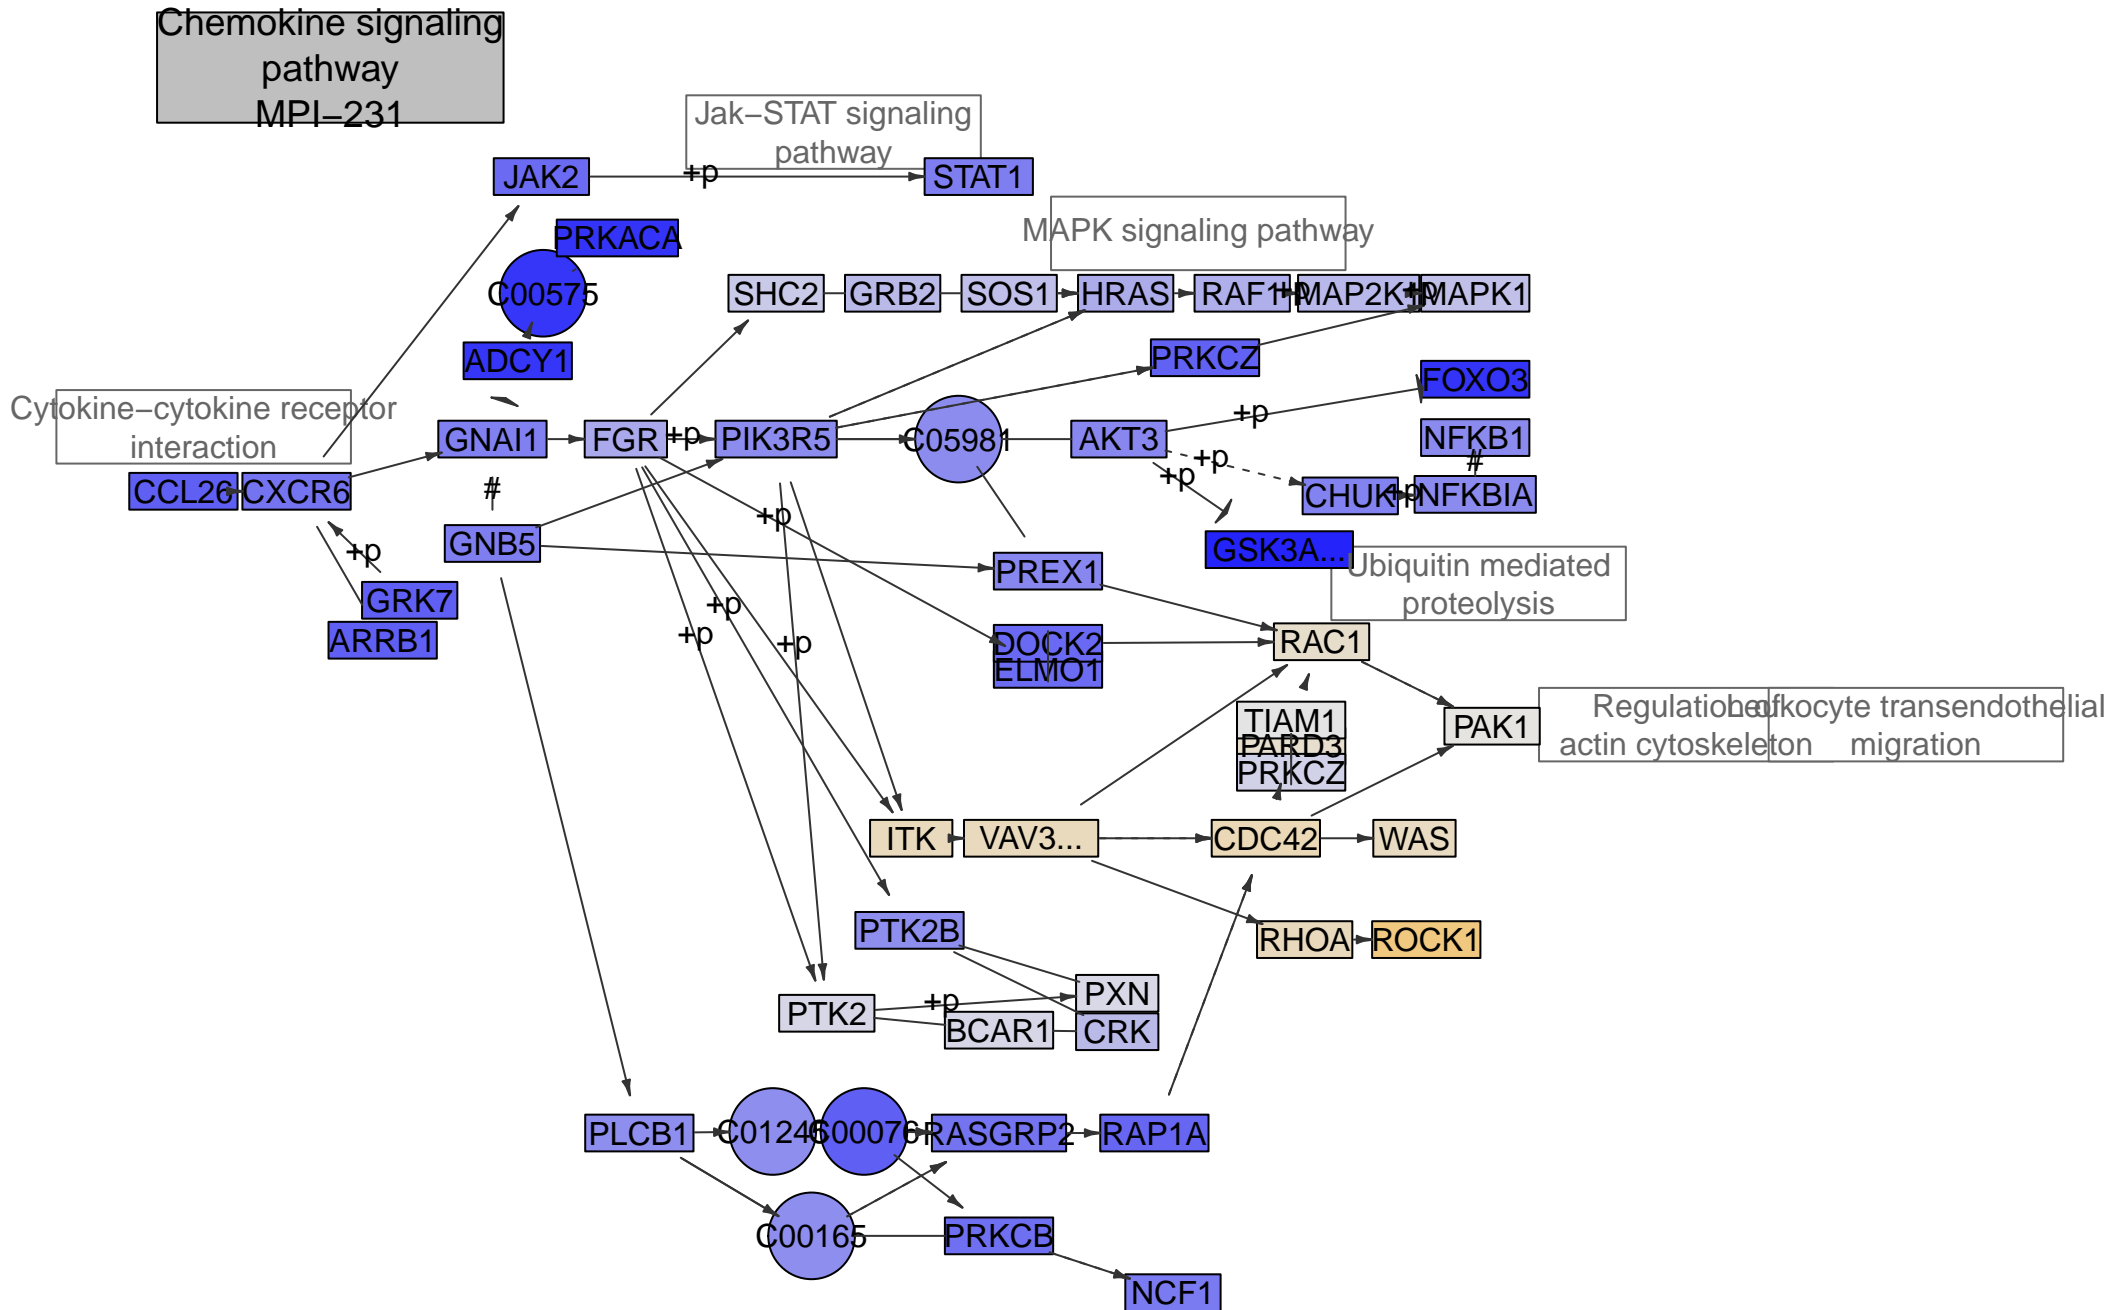 Chemokine signaling
pathway
MPI−231
Jak−STAT signaling
pathway
JAK2
+p
STAT1
PRKACA
MAPK signaling pathway
C00575
SHC2
GRB2
SOS1
HRAS
RAF1
+p
MAP2K1
+p
MAPK1
ADCY1
PRKCZ
FOXO3
Cytokine−cytokine receptor
interaction
+p
GNAI1
FGR
+p
PIK3R5
C05981
AKT3
NFKB1
+p
#
CCL26
CXCR6
#
+p
CHUK
+p
NFKBIA
+p
GNB5
+p
GSK3A...
PREX1
Ubiquitin mediated
proteolysis
GRK7
+p
ARRB1
+p
+p
DOCK2
ELMO1
RAC1
TIAM1
PARD3
PRKCZ
PAK1
Regulation of
actin cytoskeleton
Leukocyte transendothelial
migration
ITK
VAV3...
CDC42
WAS
PTK2B
RHOA
ROCK1
PXN
+p
PTK2
BCAR1
CRK
PLCB1
C01245
C00076
RASGRP2
RAP1A
C00165
PRKCB
NCF1